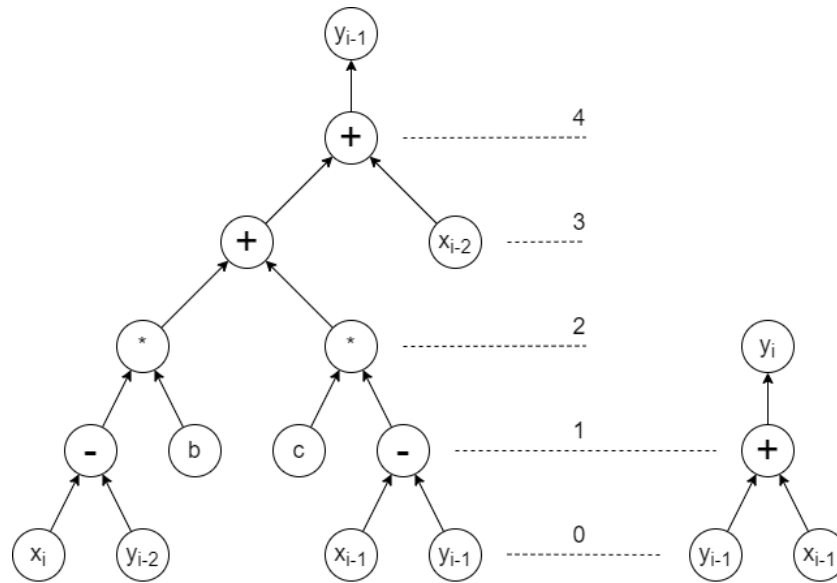 yᵢ₋₁
+ 4
+ xᵢ₋₂ 3
* * 2 yᵢ
- b c - 1 +
xᵢ yᵢ₋₂ xᵢ₋₁ yᵢ₋₁ 0 yᵢ₋₁ xᵢ₋₁